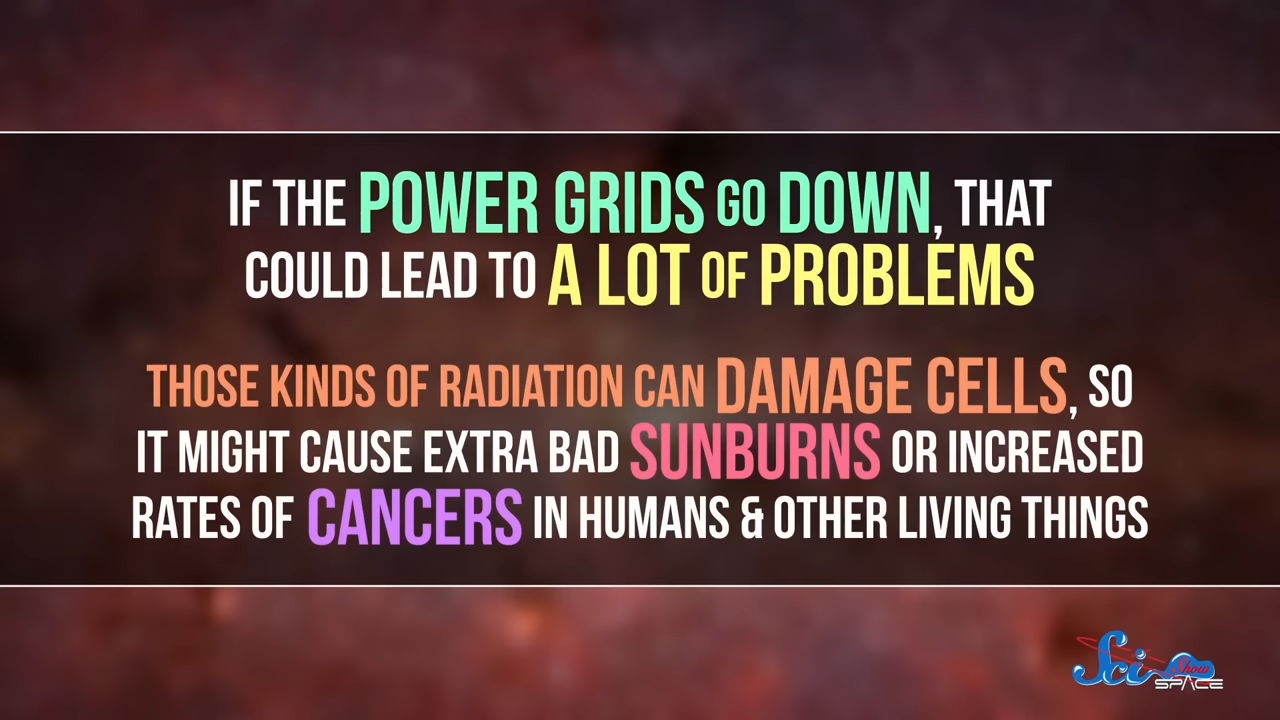 IF THE POWER GRIDS GO DOWN, THAT
COULD LEAD TO A LOT OF PROBLEMS
THOSE KINDS OF RADIATION CAN DAMAGE CELLS, SO
IT MIGHT CAUSE EXTRA BAD SUNBURNS OR INCREASED
RATES OF CANCERS IN HUMANS & OTHER LIVING THINGS
Sci Show
SPACE